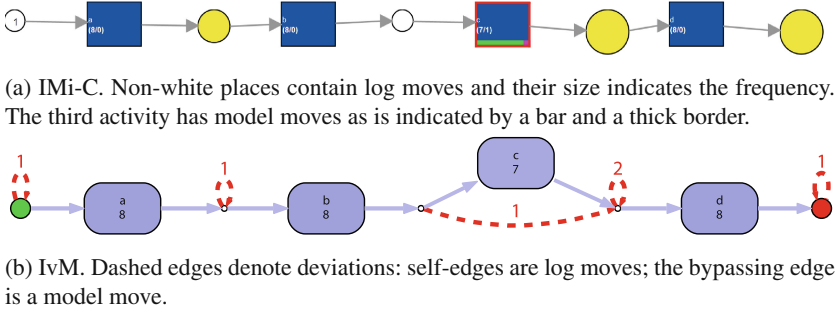 1
a
(8/0)
b
(8/0)
c
(7/1)
d
(8/0)
(a) IMi-C. Non-white places contain log moves and their size indicates the frequency.
The third activity has model moves as is indicated by a bar and a thick border.
1
a
8
1
b
8
c
7
1
2
d
8
1
(b) IvM. Dashed edges denote deviations: self-edges are log moves; the bypassing edge
is a model move.